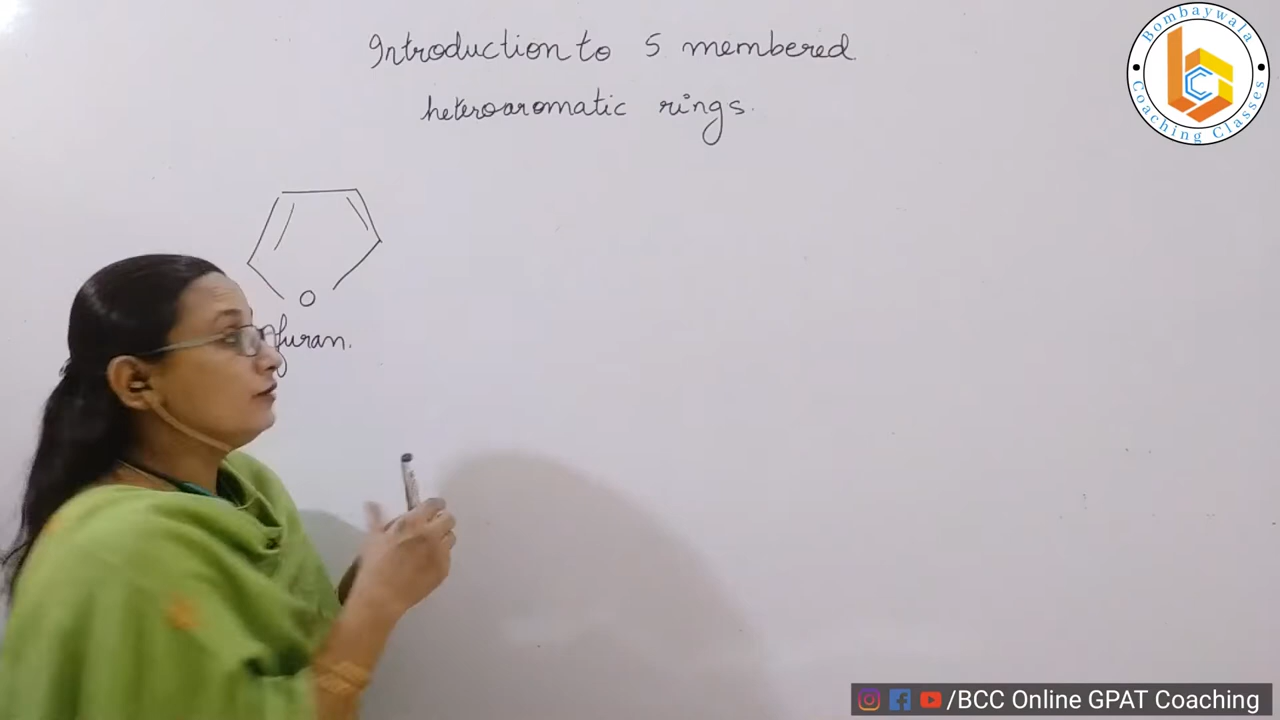 Introduction to 5 membered
heteroaromatic rings.
O
furan.
Bombaywala
Coaching Classes
/BCC Online GPAT Coaching